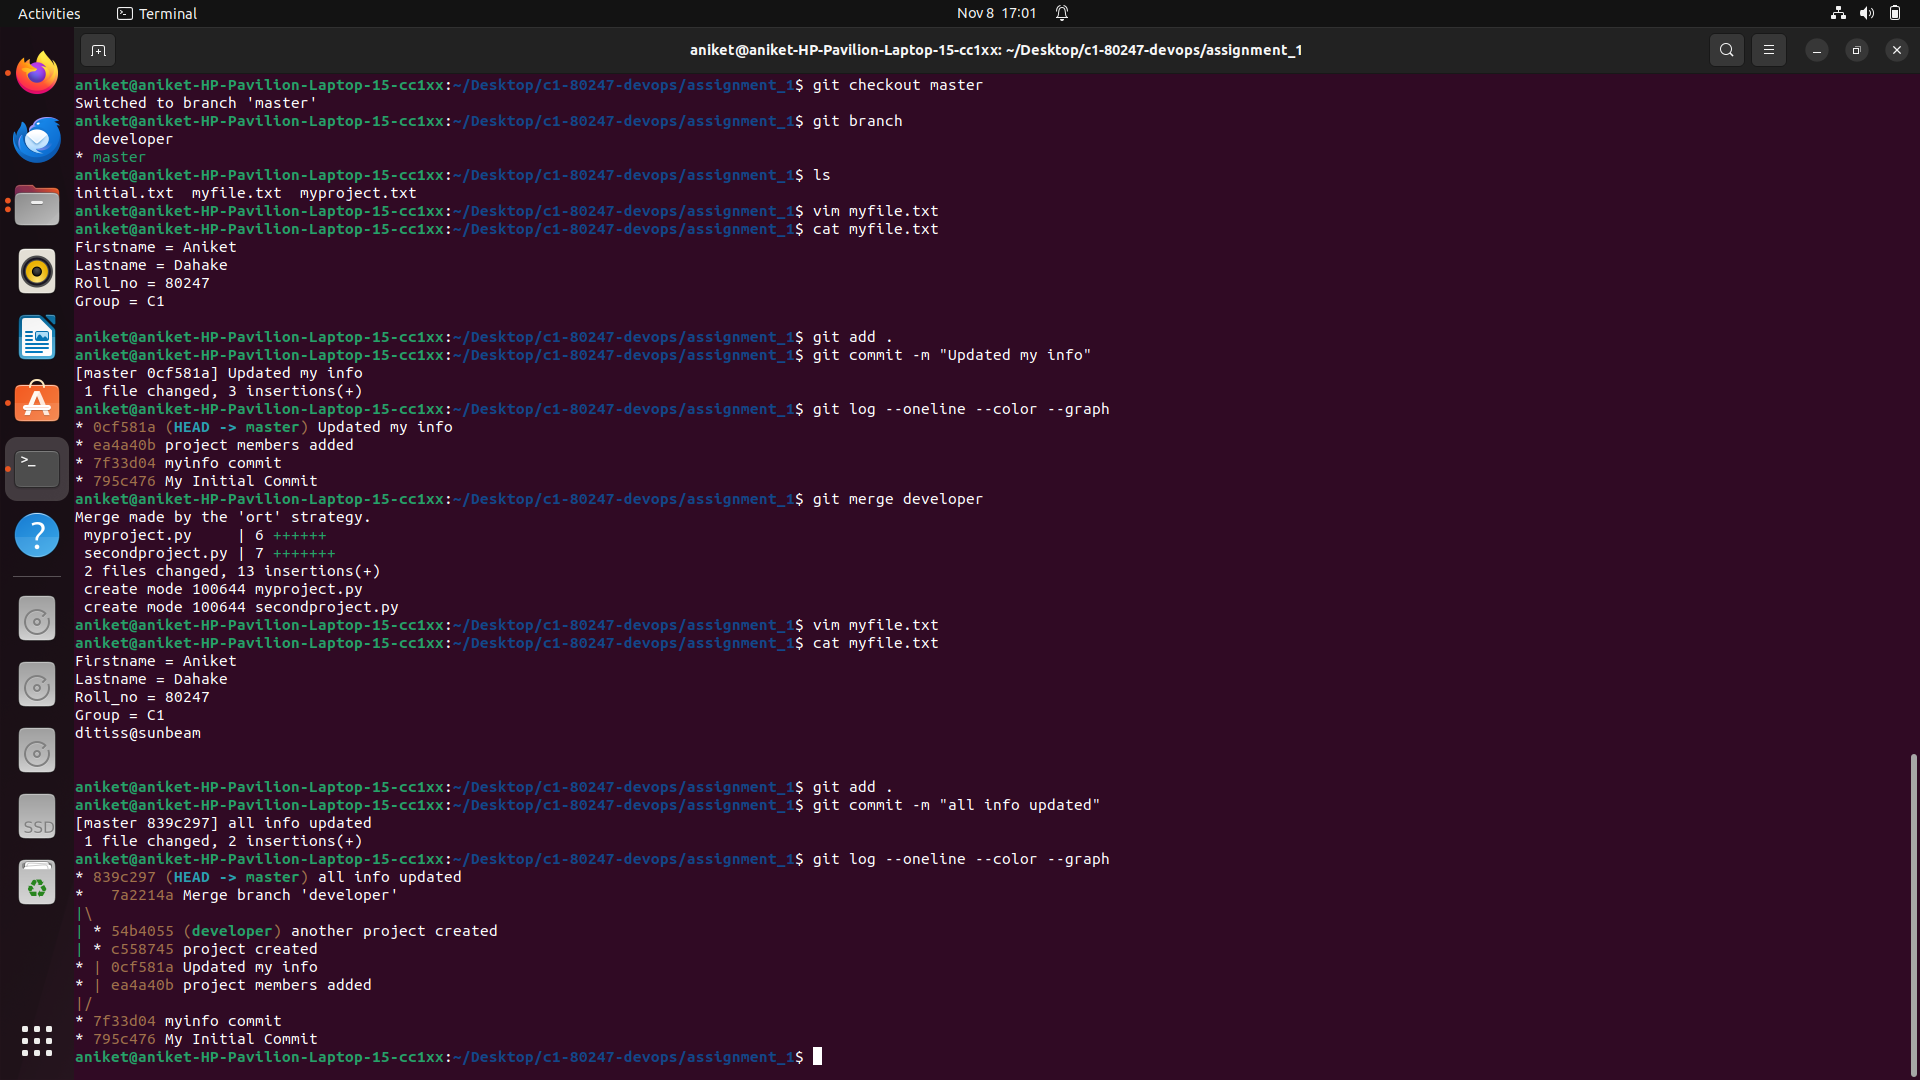 Activities
Terminal
Nov 8 17:01
aniket@aniket-HP-Pavilion-Laptop-15-cc1xx: ~/Desktop/c1-80247-devops/assignment_1
aniket@aniket-HP-Pavilion-Laptop-15-cc1xx:~/Desktop/c1-80247-devops/assignment_1$ git checkout master
Switched to branch 'master'
aniket@aniket-HP-Pavilion-Laptop-15-cc1xx:~/Desktop/c1-80247-devops/assignment_1$ git branch
  developer
* master
aniket@aniket-HP-Pavilion-Laptop-15-cc1xx:~/Desktop/c1-80247-devops/assignment_1$ ls
initial.txt  myfile.txt  myproject.txt
aniket@aniket-HP-Pavilion-Laptop-15-cc1xx:~/Desktop/c1-80247-devops/assignment_1$ vim myfile.txt
aniket@aniket-HP-Pavilion-Laptop-15-cc1xx:~/Desktop/c1-80247-devops/assignment_1$ cat myfile.txt
Firstname = Aniket
Lastname = Dahake
Roll_no = 80247
Group = C1
aniket@aniket-HP-Pavilion-Laptop-15-cc1xx:~/Desktop/c1-80247-devops/assignment_1$ git add .
aniket@aniket-HP-Pavilion-Laptop-15-cc1xx:~/Desktop/c1-80247-devops/assignment_1$ git commit -m "Updated my info"
[master 0cf581a] Updated my info
 1 file changed, 3 insertions(+)
aniket@aniket-HP-Pavilion-Laptop-15-cc1xx:~/Desktop/c1-80247-devops/assignment_1$ git log --oneline --color --graph
* 0cf581a (HEAD -> master) Updated my info
* ea4a40b project members added
* 7f33d04 myinfo commit
* 795c476 My Initial Commit
aniket@aniket-HP-Pavilion-Laptop-15-cc1xx:~/Desktop/c1-80247-devops/assignment_1$ git merge developer
Merge made by the 'ort' strategy.
 myproject.py     | 6 ++++++
 secondproject.py | 7 +++++++
 2 files changed, 13 insertions(+)
 create mode 100644 myproject.py
 create mode 100644 secondproject.py
aniket@aniket-HP-Pavilion-Laptop-15-cc1xx:~/Desktop/c1-80247-devops/assignment_1$ vim myfile.txt
aniket@aniket-HP-Pavilion-Laptop-15-cc1xx:~/Desktop/c1-80247-devops/assignment_1$ cat myfile.txt
Firstname = Aniket
Lastname = Dahake
Roll_no = 80247
Group = C1
ditiss@sunbeam
aniket@aniket-HP-Pavilion-Laptop-15-cc1xx:~/Desktop/c1-80247-devops/assignment_1$ git add .
aniket@aniket-HP-Pavilion-Laptop-15-cc1xx:~/Desktop/c1-80247-devops/assignment_1$ git commit -m "all info updated"
[master 839c297] all info updated
 1 file changed, 2 insertions(+)
aniket@aniket-HP-Pavilion-Laptop-15-cc1xx:~/Desktop/c1-80247-devops/assignment_1$ git log --oneline --color --graph
* 839c297 (HEAD -> master) all info updated
*   7a2214a Merge branch 'developer'
|\
| * 54b4055 (developer) another project created
| * c558745 project created
* | 0cf581a Updated my info
* | ea4a40b project members added
|/
* 7f33d04 myinfo commit
* 795c476 My Initial Commit
aniket@aniket-HP-Pavilion-Laptop-15-cc1xx:~/Desktop/c1-80247-devops/assignment_1$
SSD